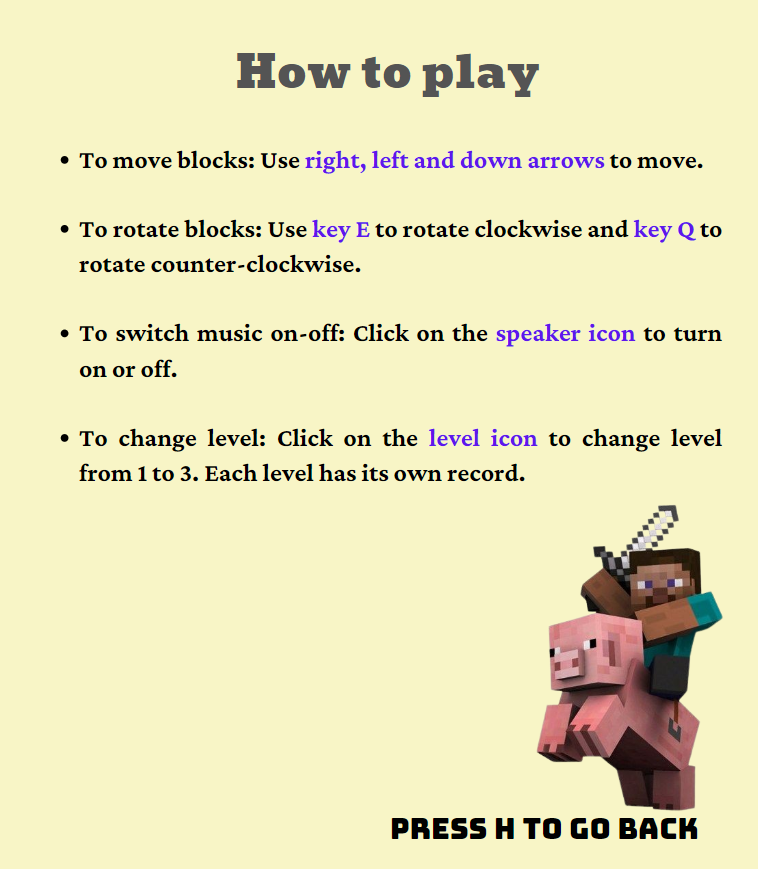 How to play
• To move blocks: Use right, left and down arrows to move.
• To rotate blocks: Use key E to rotate clockwise and key Q to
rotate counter-clockwise.
• To switch music on-off: Click on the speaker icon to turn
on or off.
• To change level: Click on the level icon to change level
from 1 to 3. Each level has its own record.
PRESS H TO GO BACK